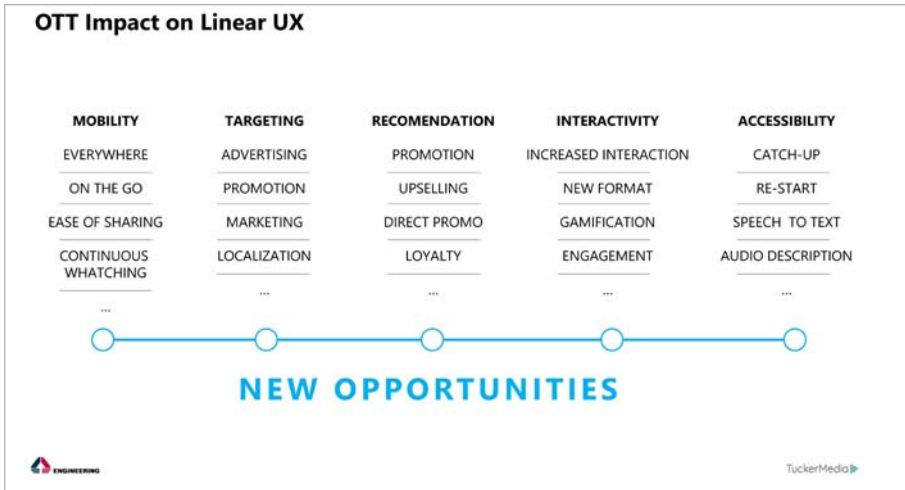 OTT Impact on Linear UX
MOBILITY
EVERYWHERE
ON THE GO
EASE OF SHARING
CONTINUOUS
WHATCHING
...
TARGETING
ADVERTISING
PROMOTION
MARKETING
LOCALIZATION
...
RECOMENDATION
PROMOTION
UPSELLING
DIRECT PROMO
LOYALTY
...
INTERACTIVITY
INCREASED INTERACTION
NEW FORMAT
GAMIFICATION
ENGAGEMENT
...
ACCESSIBILITY
CATCH-UP
RE-START
SPEECH TO TEXT
AUDIO DESCRIPTION
...
NEW OPPORTUNITIES
ENGINEERING
TuckerMedia